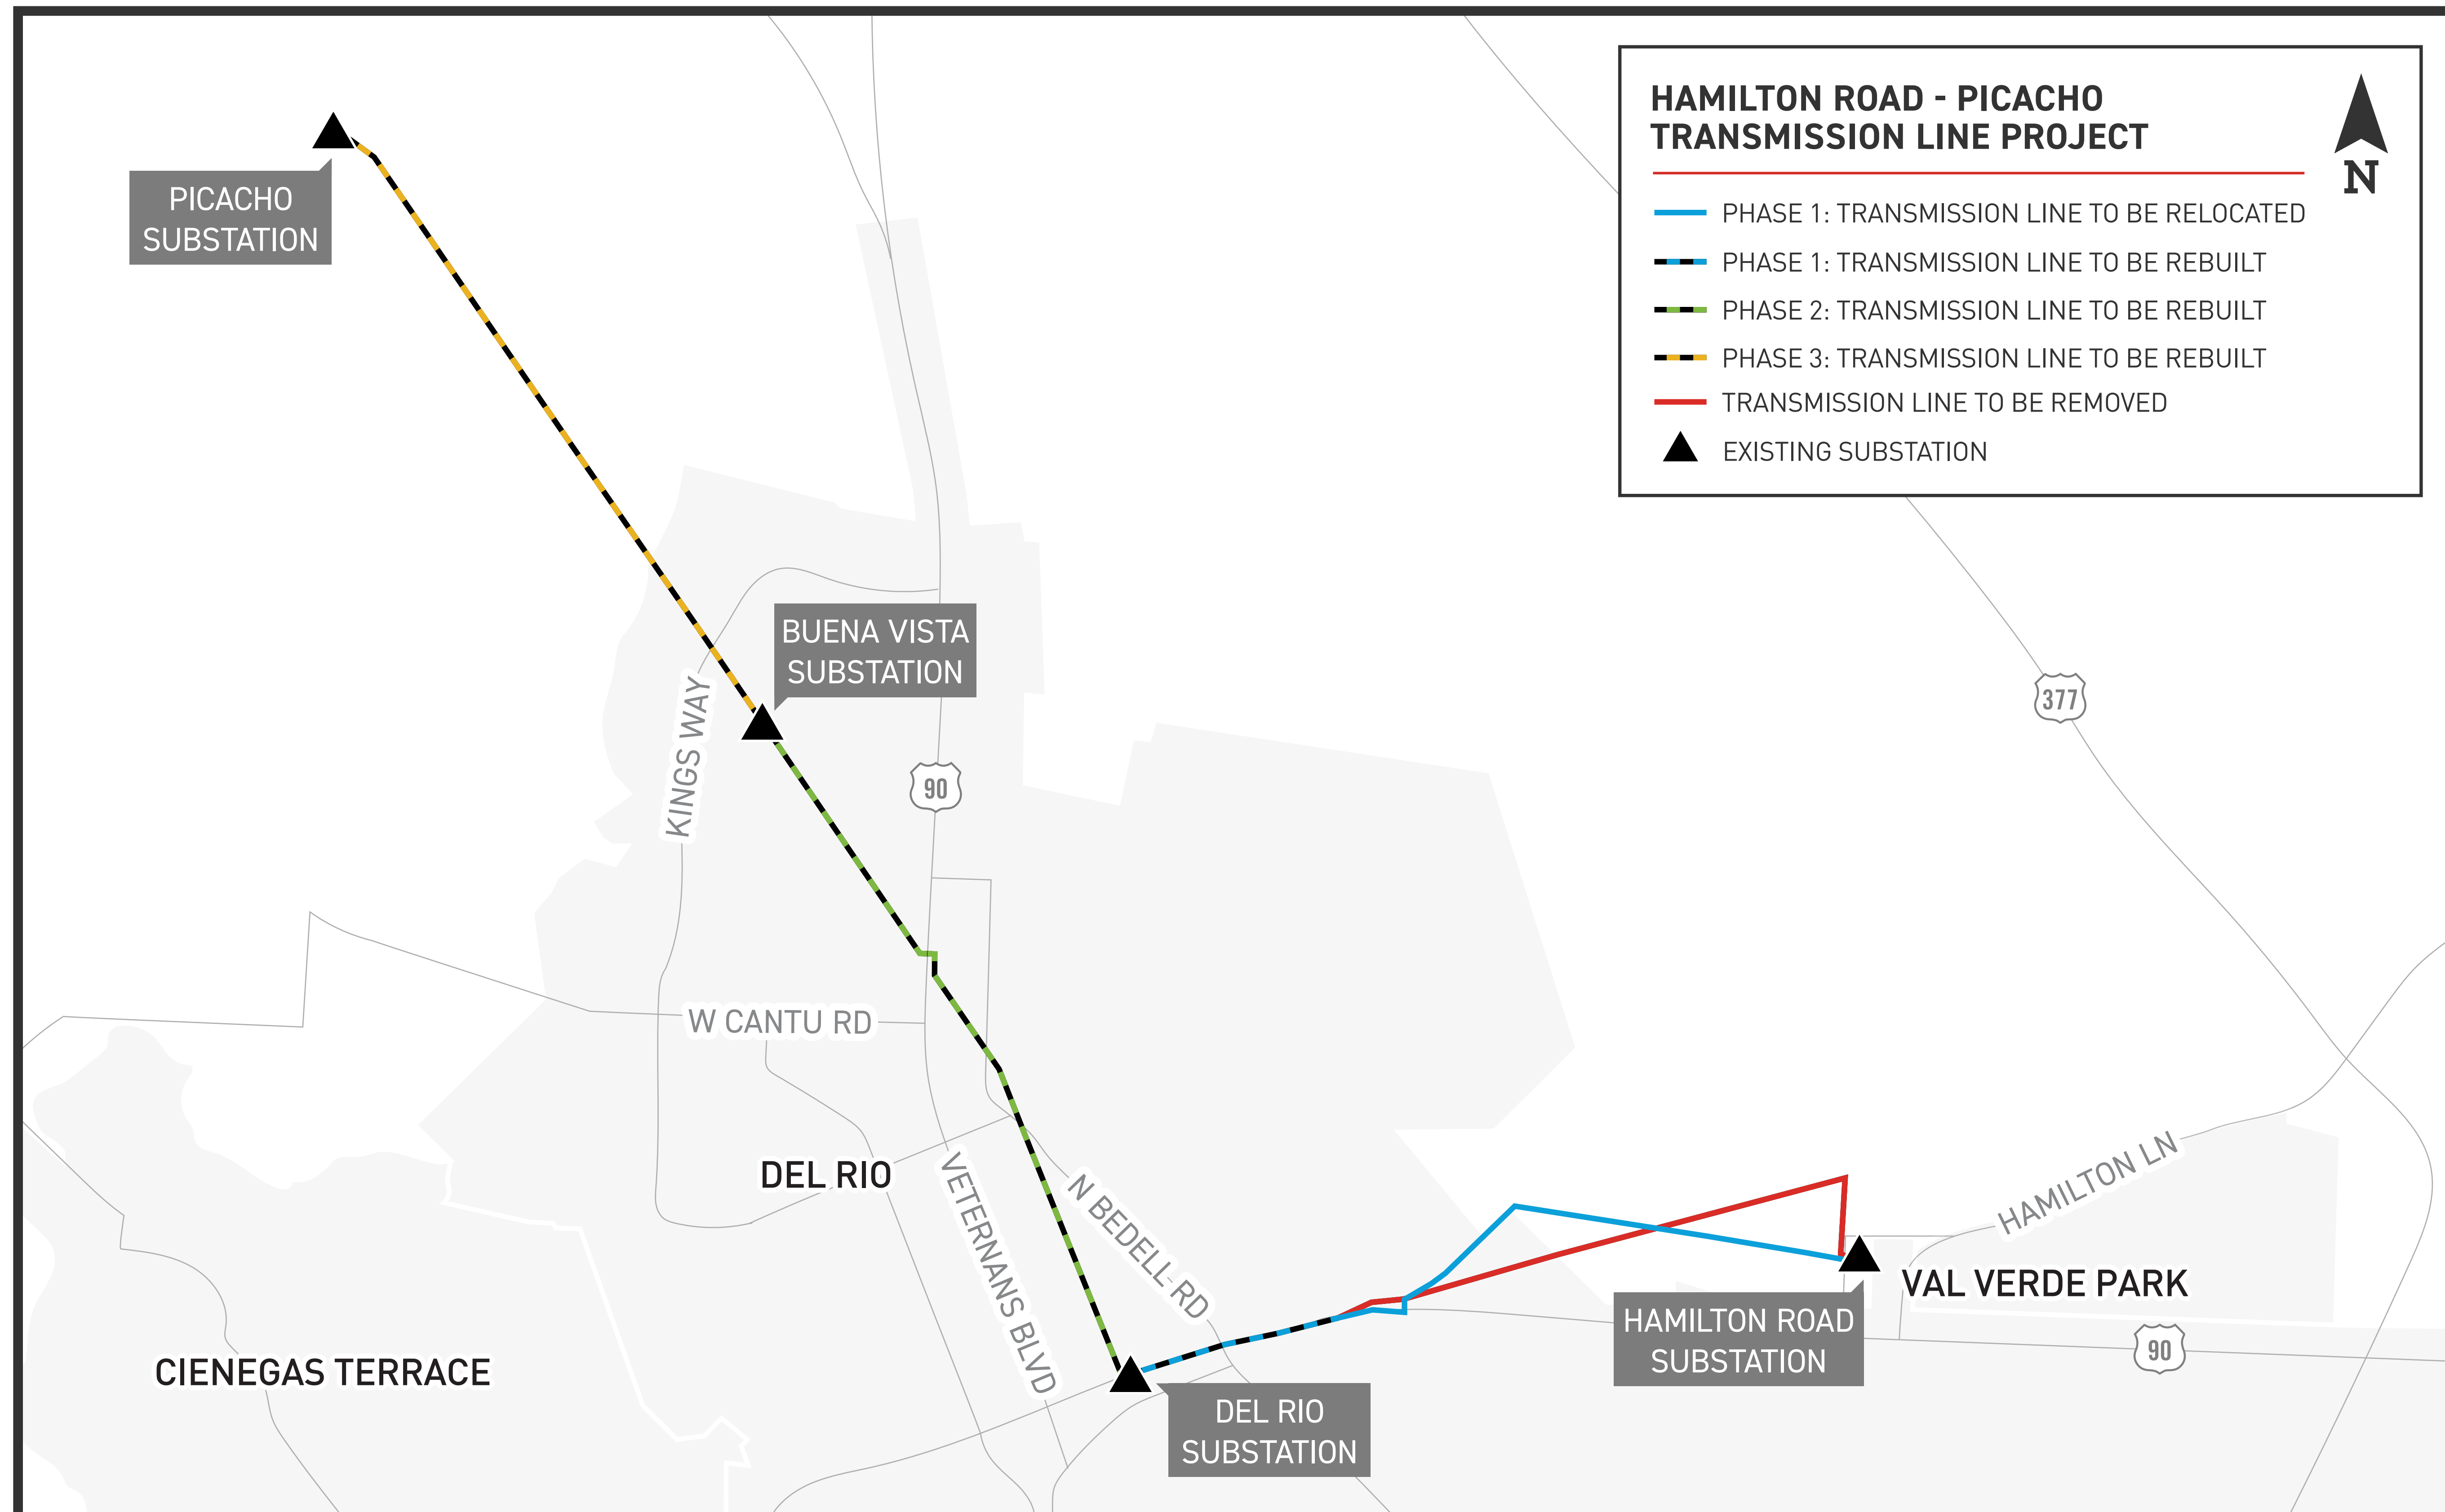 HAMILTON ROAD - PICACHO
TRANSMISSION LINE PROJECT
N
PHASE 1: TRANSMISSION LINE TO BE RELOCATED
PHASE 1: TRANSMISSION LINE TO BE REBUILT
PHASE 2: TRANSMISSION LINE TO BE REBUILT
PHASE 3: TRANSMISSION LINE TO BE REBUILT
TRANSMISSION LINE TO BE REMOVED
EXISTING SUBSTATION
PICACHO
SUBSTATION
BUENA VISTA
SUBSTATION
KINGS WAY
90
377
W CANTU RD
DEL RIO
VETERNANS BLVD
N BEDELL RD
HAMILTON LN
VAL VERDE PARK
HAMILTON ROAD
SUBSTATION
90
CIENEGAS TERRACE
DEL RIO
SUBSTATION